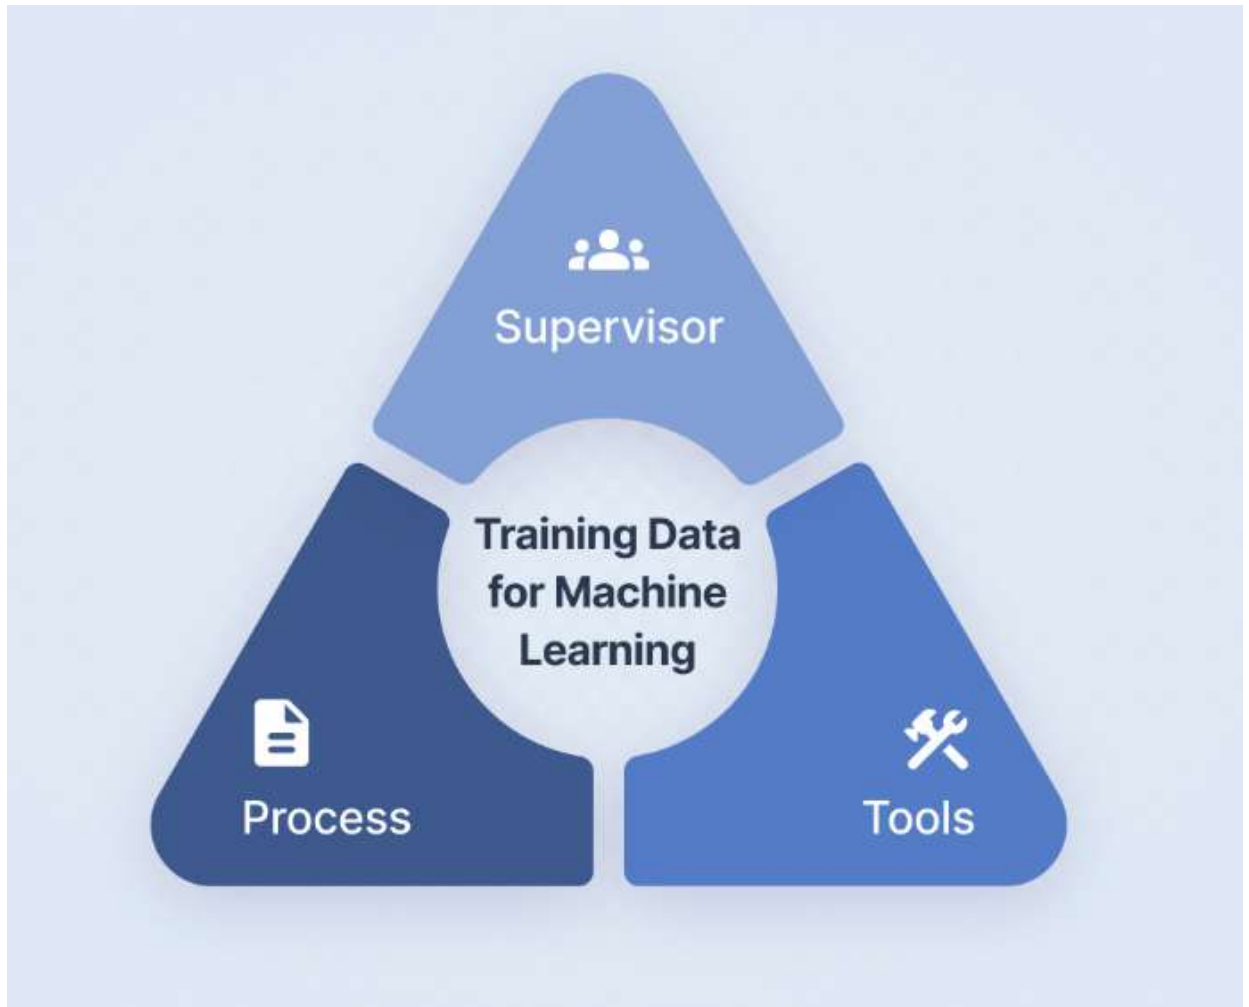 Supervisor
Training Data
for Machine
Learning
Process
Tools